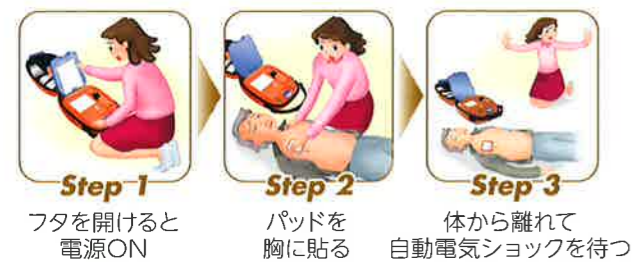 Step 1
フタを開けると
電源ON
Step 2
パッドを
胸に貼る
Step 3
体から離れて
自動電気ショックを待つ